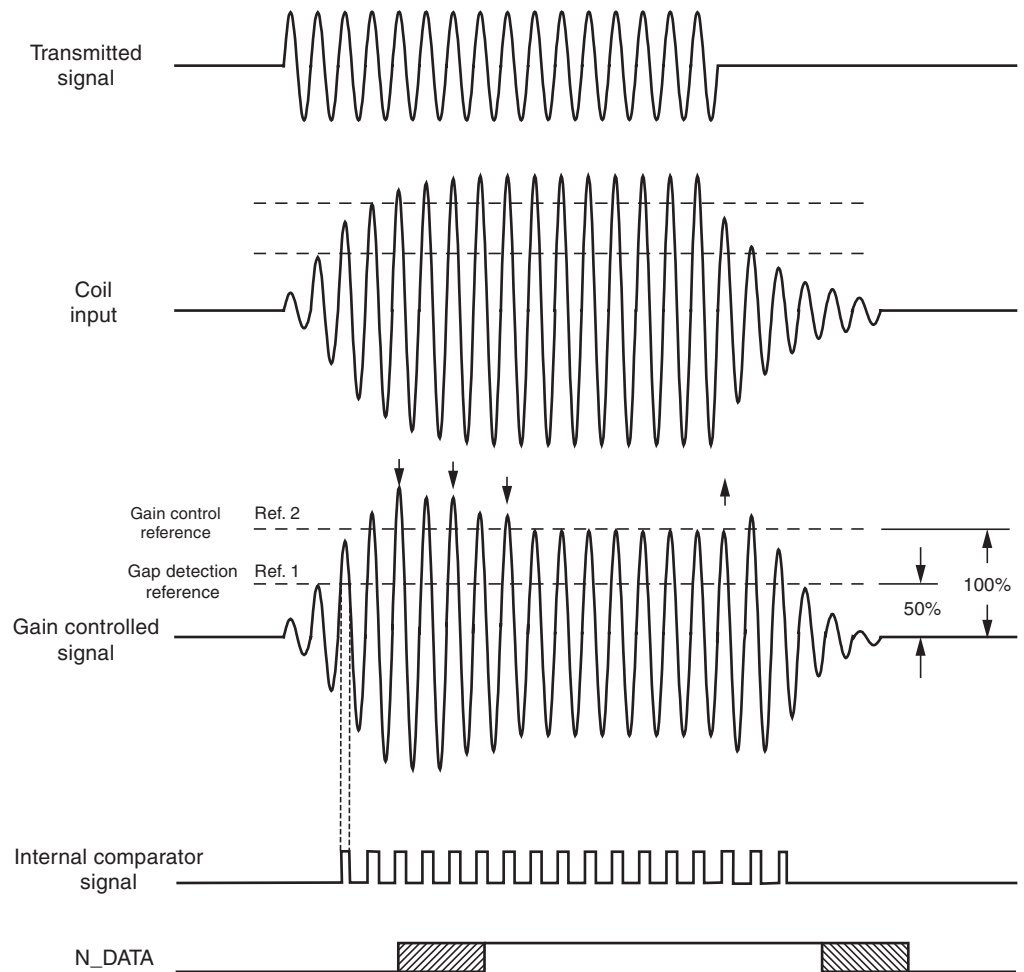 Transmitted
signal
Coil
input
Gain control
reference
Ref. 2
Gap detection
reference
Ref. 1
100%
50%
Gain controlled
signal
Internal comparator
signal
N_DATA